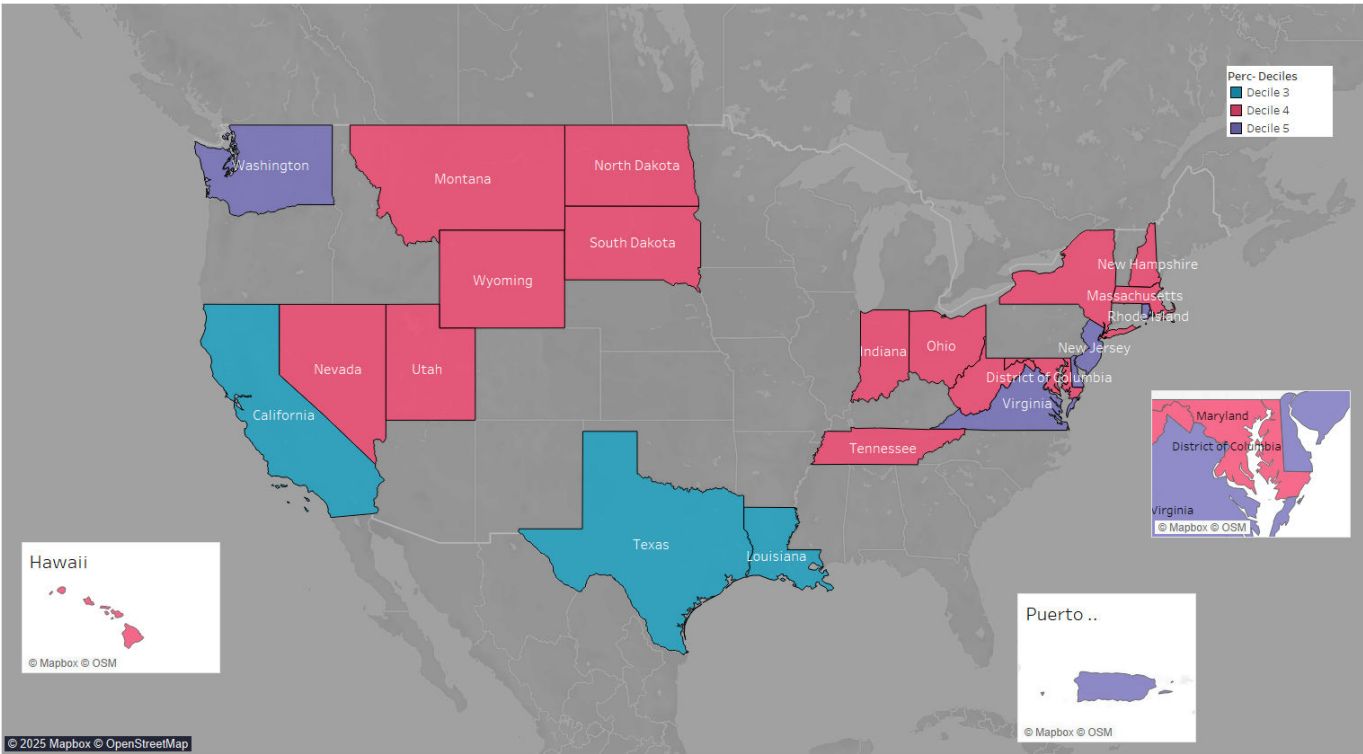 Perc- Deciles
Decile 3
Decile 4
Decile 5
Washington
Montana
North Dakota
South Dakota
Wyoming
New Hampshire
Massachusetts
Rhode Island
New Jersey
Indiana
Ohio
Nevada
Utah
District of Columbia
Virginia
California
Tennessee
Texas
Louisiana
Maryland
District of Columbia
Virginia
© Mapbox © OSM
Hawaii
© Mapbox © OSM
Puerto ..
© Mapbox © OSM
© 2025 Mapbox © OpenStreetMap